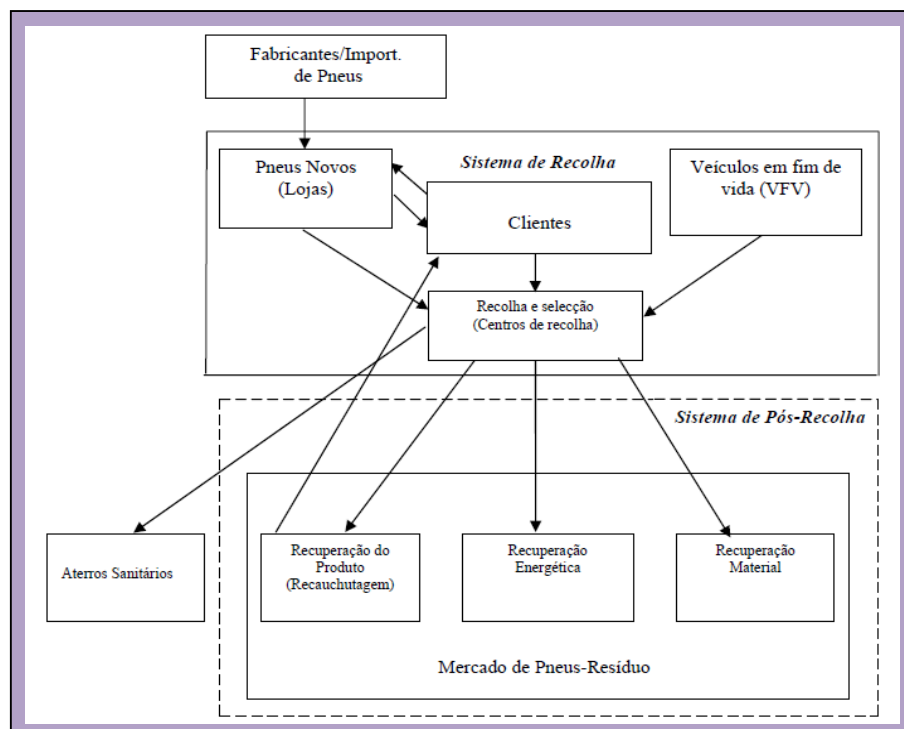 Fabricantes/Import.
de Pneus
Sistema de Recolha
Pneus Novos
(Lojas)
Veículos em fim de
vida (VFV)
Clientes
Recolha e selecção
(Centros de recolha)
Sistema de Pós-Recolha
Aterros Sanitários
Recuperação do
Produto
(Recauchutagem)
Recuperação
Energética
Recuperação
Material
Mercado de Pneus-Resíduo